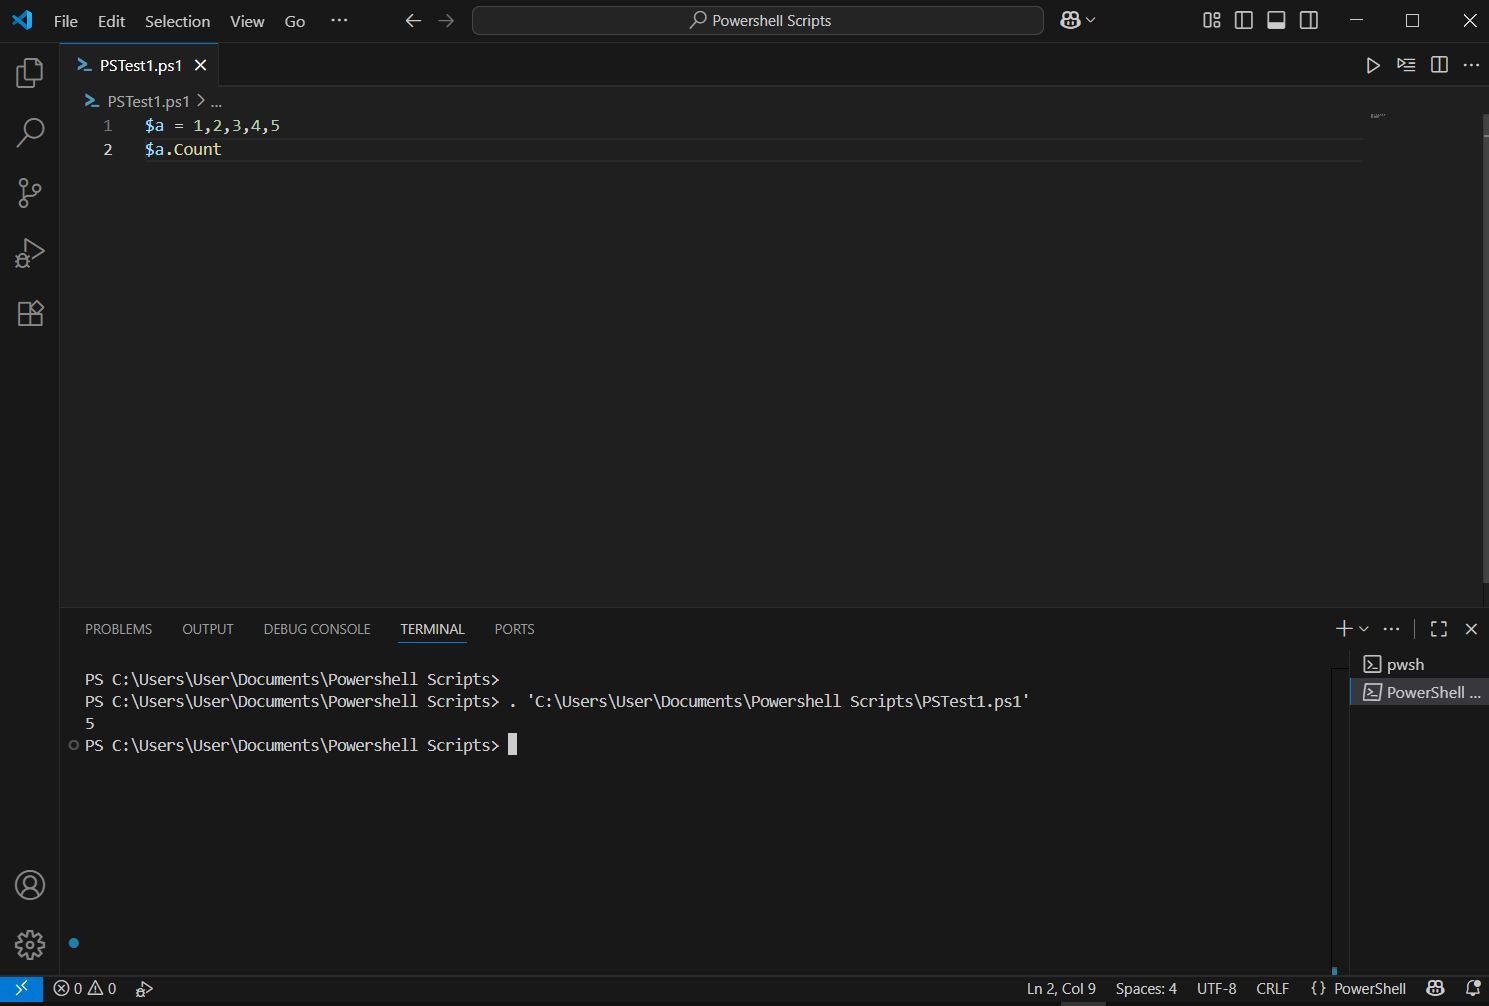 File Edit Selection View Go ... Powershell Scripts
PSTest1.ps1
PSTest1.ps1 > ...
1 $a = 1,2,3,4,5
2 $a.Count
PROBLEMS OUTPUT DEBUG CONSOLE TERMINAL PORTS
PS C:\Users\User\Documents\Powershell Scripts>
PS C:\Users\User\Documents\Powershell Scripts> . 'C:\Users\User\Documents\Powershell Scripts\PSTest1.ps1'
5
PS C:\Users\User\Documents\Powershell Scripts>
pwsh
PowerShell ...
0 0 Ln 2, Col 9 Spaces: 4 UTF-8 CRLF {} PowerShell